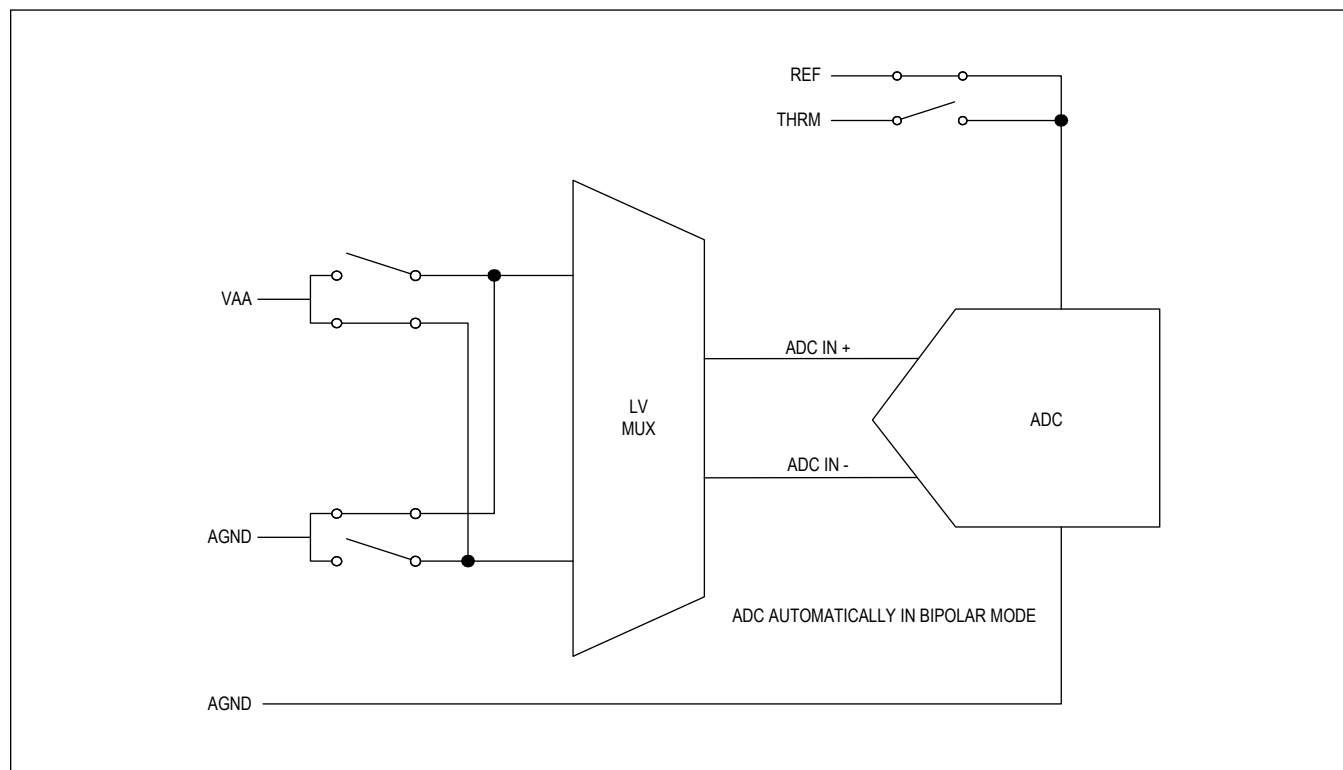 REF
THRM
VAA
ADC IN +
LV
MUX
ADC
ADC IN -
AGND
ADC AUTOMATICALLY IN BIPOLAR MODE
AGND